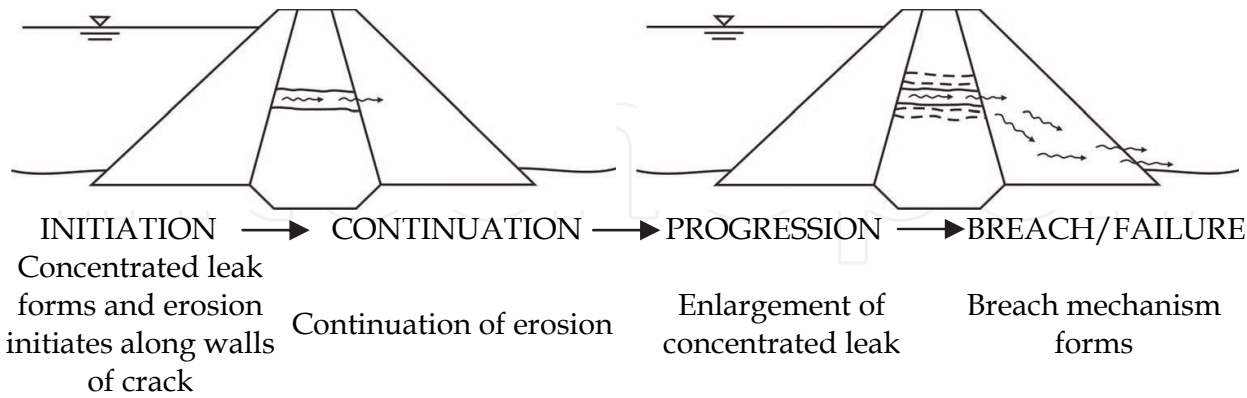 INITIATION CONTINUATION PROGRESSION BREACH/FAILURE
Concentrated leak
forms and erosion
initiates along walls
of crack
Continuation of erosion
Enlargement of
concentrated leak
Breach mechanism
forms